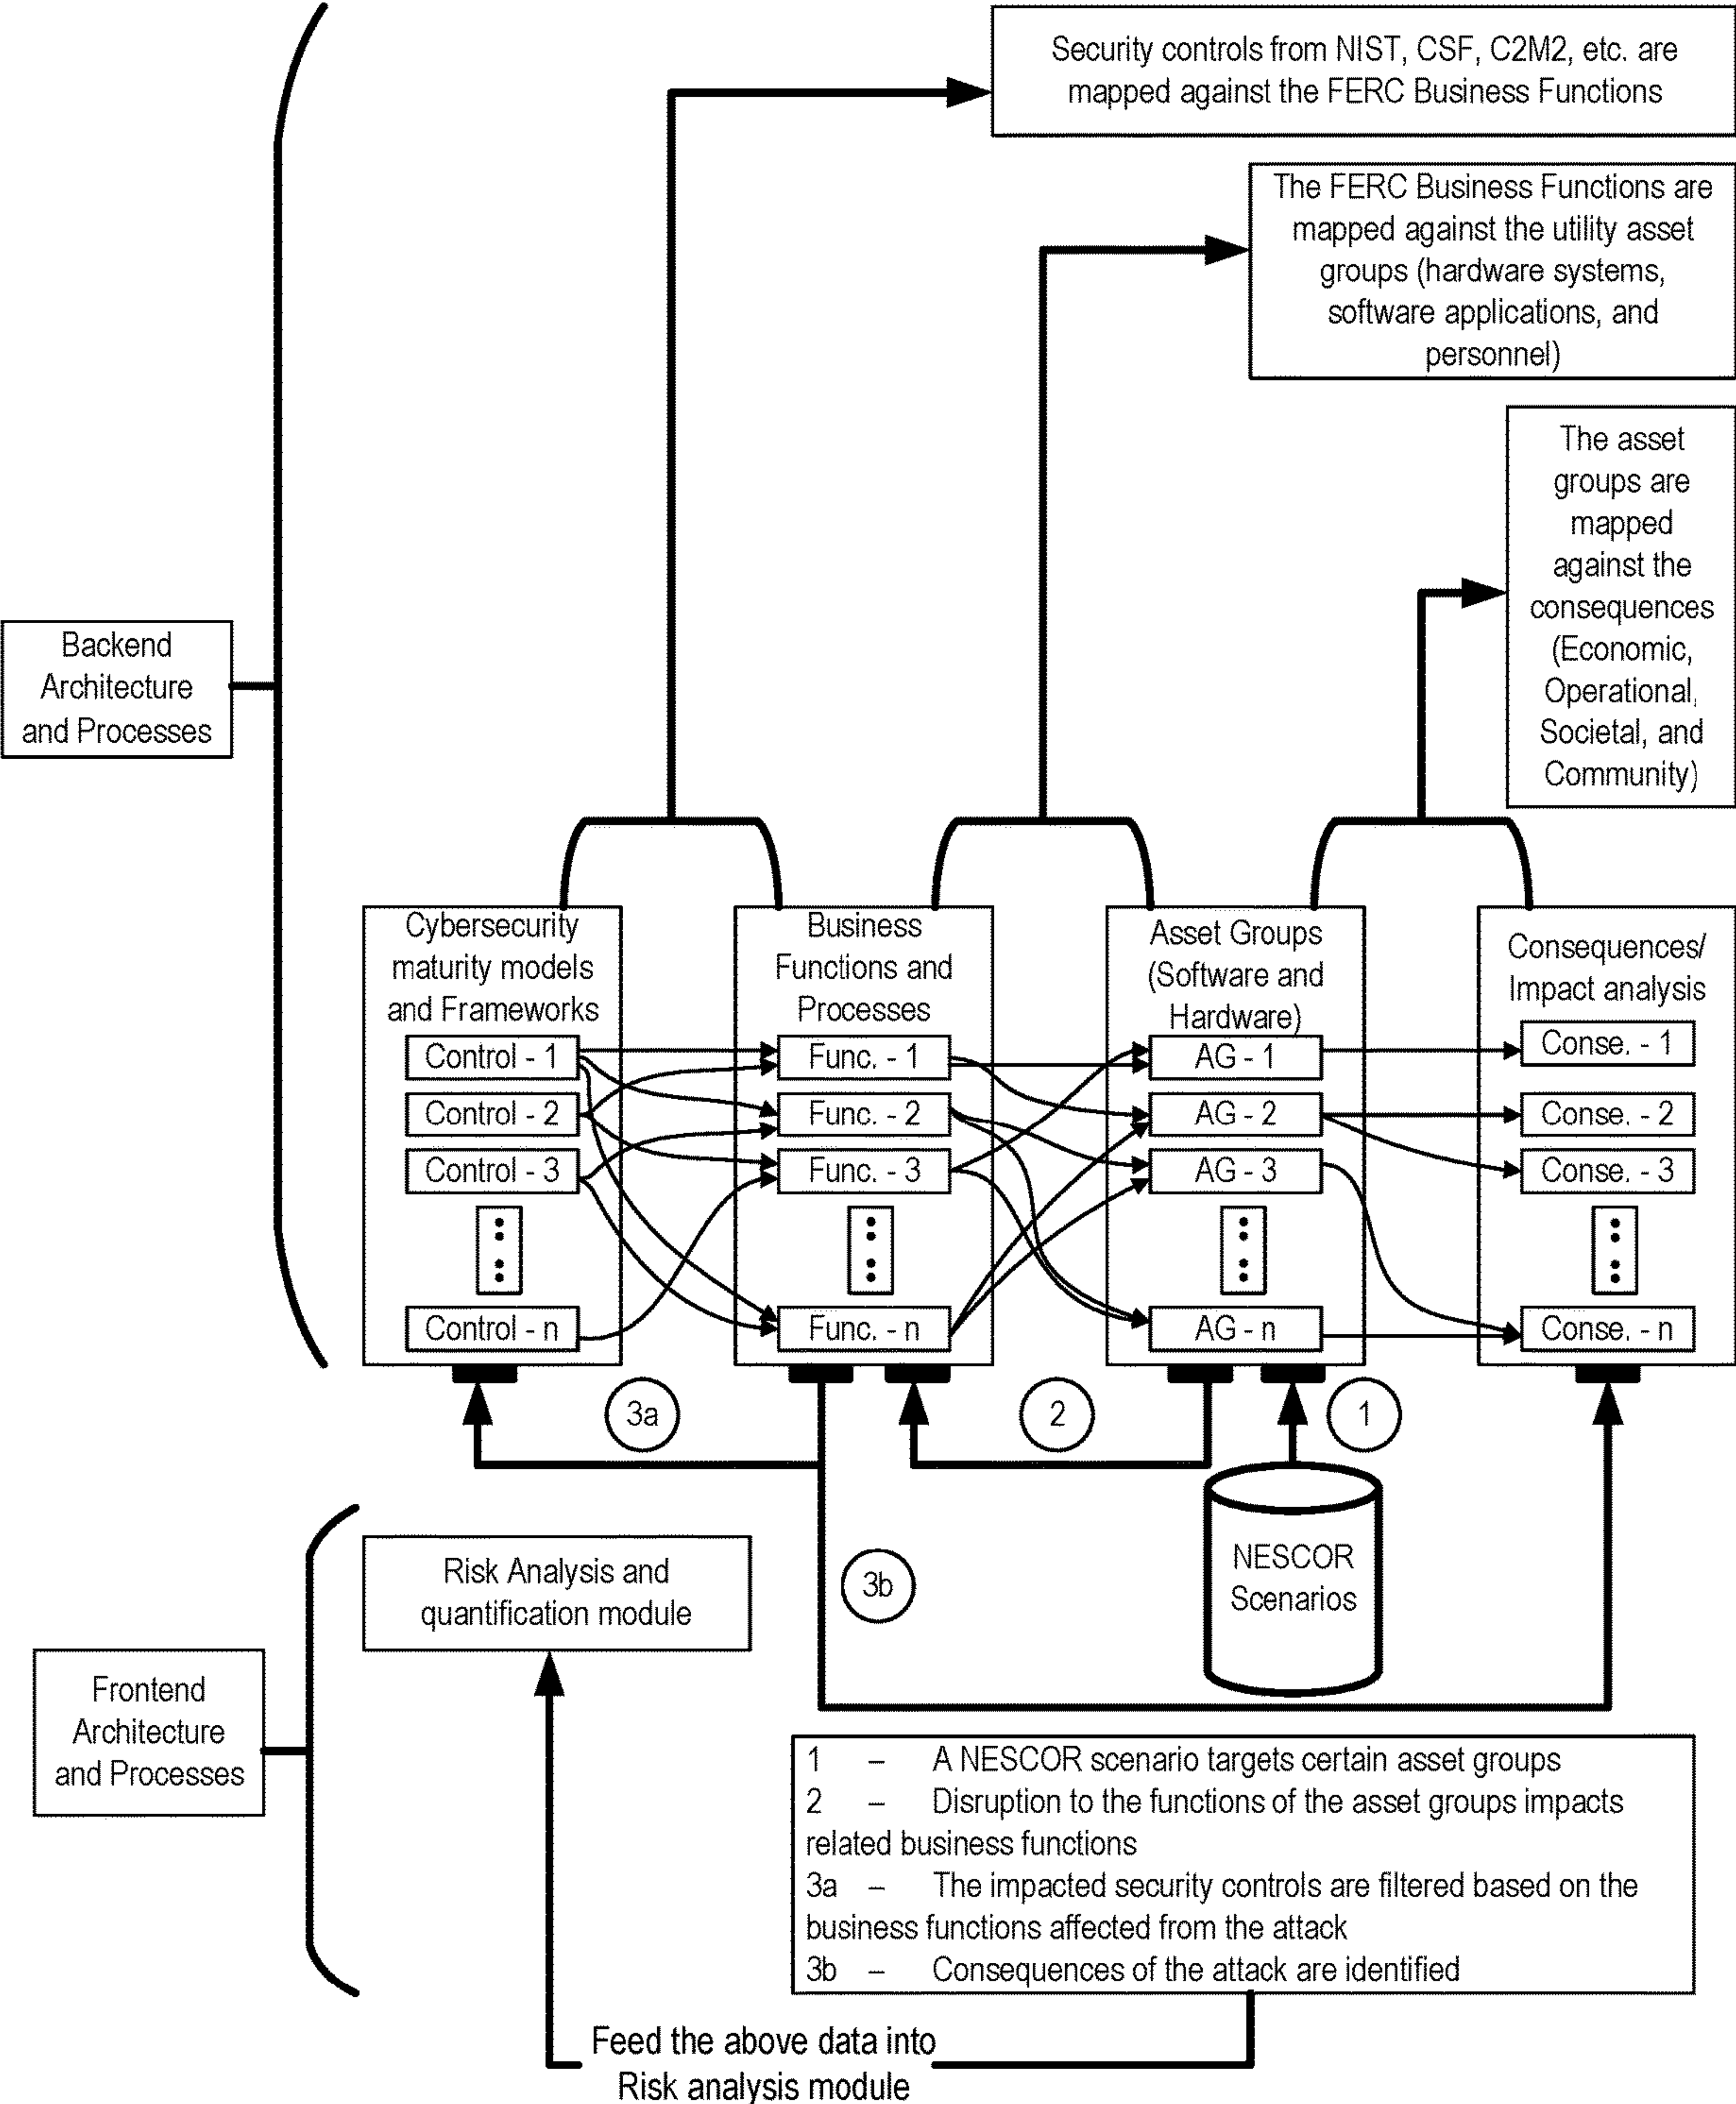 Security controls from NIST, CSF, C2M2, etc. are
mapped against the FERC Business Functions
The FERC Business Functions are
mapped against the utility asset
groups (hardware systems,
software applications, and
personnel)
The asset
groups are
mapped
against the
consequences
(Economic,
Operational,
Societal, and
Community)
Backend
Architecture
and Processes
Cybersecurity
maturity models
and Frameworks
Control - 1
Control - 2
Control - 3
Control - n
Business
Functions and
Processes
Func. - 1
Func. - 2
Func. - 3
Func. - n
Asset Groups
(Software and
Hardware)
AG - 1
AG - 2
AG - 3
AG - n
Consequences/
Impact analysis
Conse. - 1
Conse. - 2
Conse. - 3
Conse. - n
3a
2
1
Risk Analysis and
quantification module
3b
NESCOR
Scenarios
Frontend
Architecture
and Processes
1 – A NESCOR scenario targets certain asset groups
2 – Disruption to the functions of the asset groups impacts
related business functions
3a – The impacted security controls are filtered based on the
business functions affected from the attack
3b – Consequences of the attack are identified
Feed the above data into
Risk analysis module